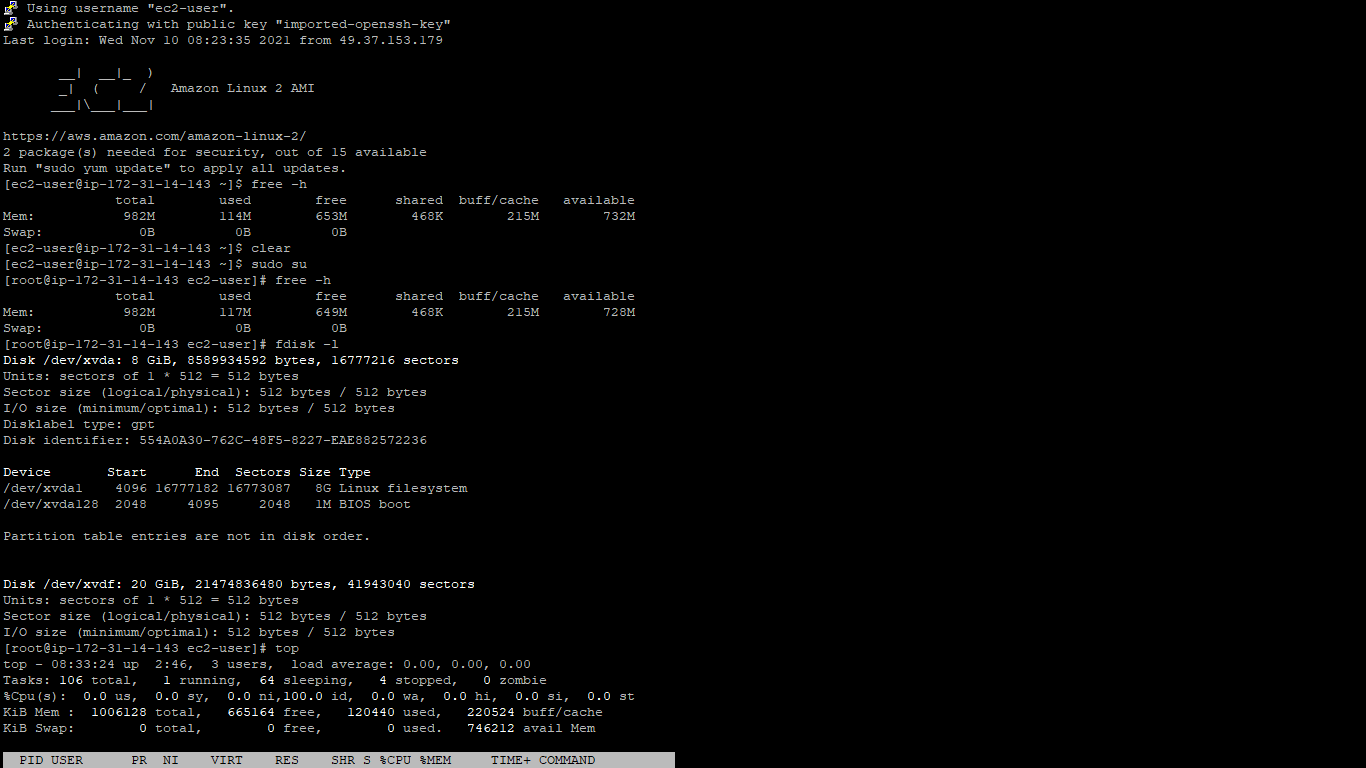 Using username "ec2-user".
Authenticating with public key "imported-openssh-key"
Last login: Wed Nov 10 08:23:35 2021 from 49.37.153.179
       __|  __|_  )
       _|  (     /   Amazon Linux 2 AMI
      ___|\___|___|
https://aws.amazon.com/amazon-linux-2/
2 package(s) needed for security, out of 15 available
Run "sudo yum update" to apply all updates.
[ec2-user@ip-172-31-14-143 ~]$ free -h
              total        used        free      shared  buff/cache   available
Mem:           982M        114M        653M        468K        215M        732M
Swap:            0B          0B          0B
[ec2-user@ip-172-31-14-143 ~]$ clear
[ec2-user@ip-172-31-14-143 ~]$ sudo su
[root@ip-172-31-14-143 ec2-user]# free -h
              total        used        free      shared  buff/cache   available
Mem:           982M        117M        649M        468K        215M        728M
Swap:            0B          0B          0B
[root@ip-172-31-14-143 ec2-user]# fdisk -l
Disk /dev/xvda: 8 GiB, 8589934592 bytes, 16777216 sectors
Units: sectors of 1 * 512 = 512 bytes
Sector size (logical/physical): 512 bytes / 512 bytes
I/O size (minimum/optimal): 512 bytes / 512 bytes
Disklabel type: gpt
Disk identifier: 554A0A30-762C-48F5-8227-EAE882572236
Device       Start      End  Sectors Size Type
/dev/xvda1    4096 16777182 16773087   8G Linux filesystem
/dev/xvda128  2048     4095     2048   1M BIOS boot
Partition table entries are not in disk order.
Disk /dev/xvdf: 20 GiB, 21474836480 bytes, 41943040 sectors
Units: sectors of 1 * 512 = 512 bytes
Sector size (logical/physical): 512 bytes / 512 bytes
I/O size (minimum/optimal): 512 bytes / 512 bytes
[root@ip-172-31-14-143 ec2-user]# top
top - 08:33:24 up  2:46,  3 users,  load average: 0.00, 0.00, 0.00
Tasks: 106 total,   1 running,  64 sleeping,   4 stopped,   0 zombie
%Cpu(s):  0.0 us,  0.0 sy,  0.0 ni,100.0 id,  0.0 wa,  0.0 hi,  0.0 si,  0.0 st
KiB Mem :  1006128 total,   665164 free,   120440 used,   220524 buff/cache
KiB Swap:        0 total,        0 free,        0 used.   746212 avail Mem
  PID USER      PR  NI    VIRT    RES    SHR S %CPU %MEM     TIME+ COMMAND